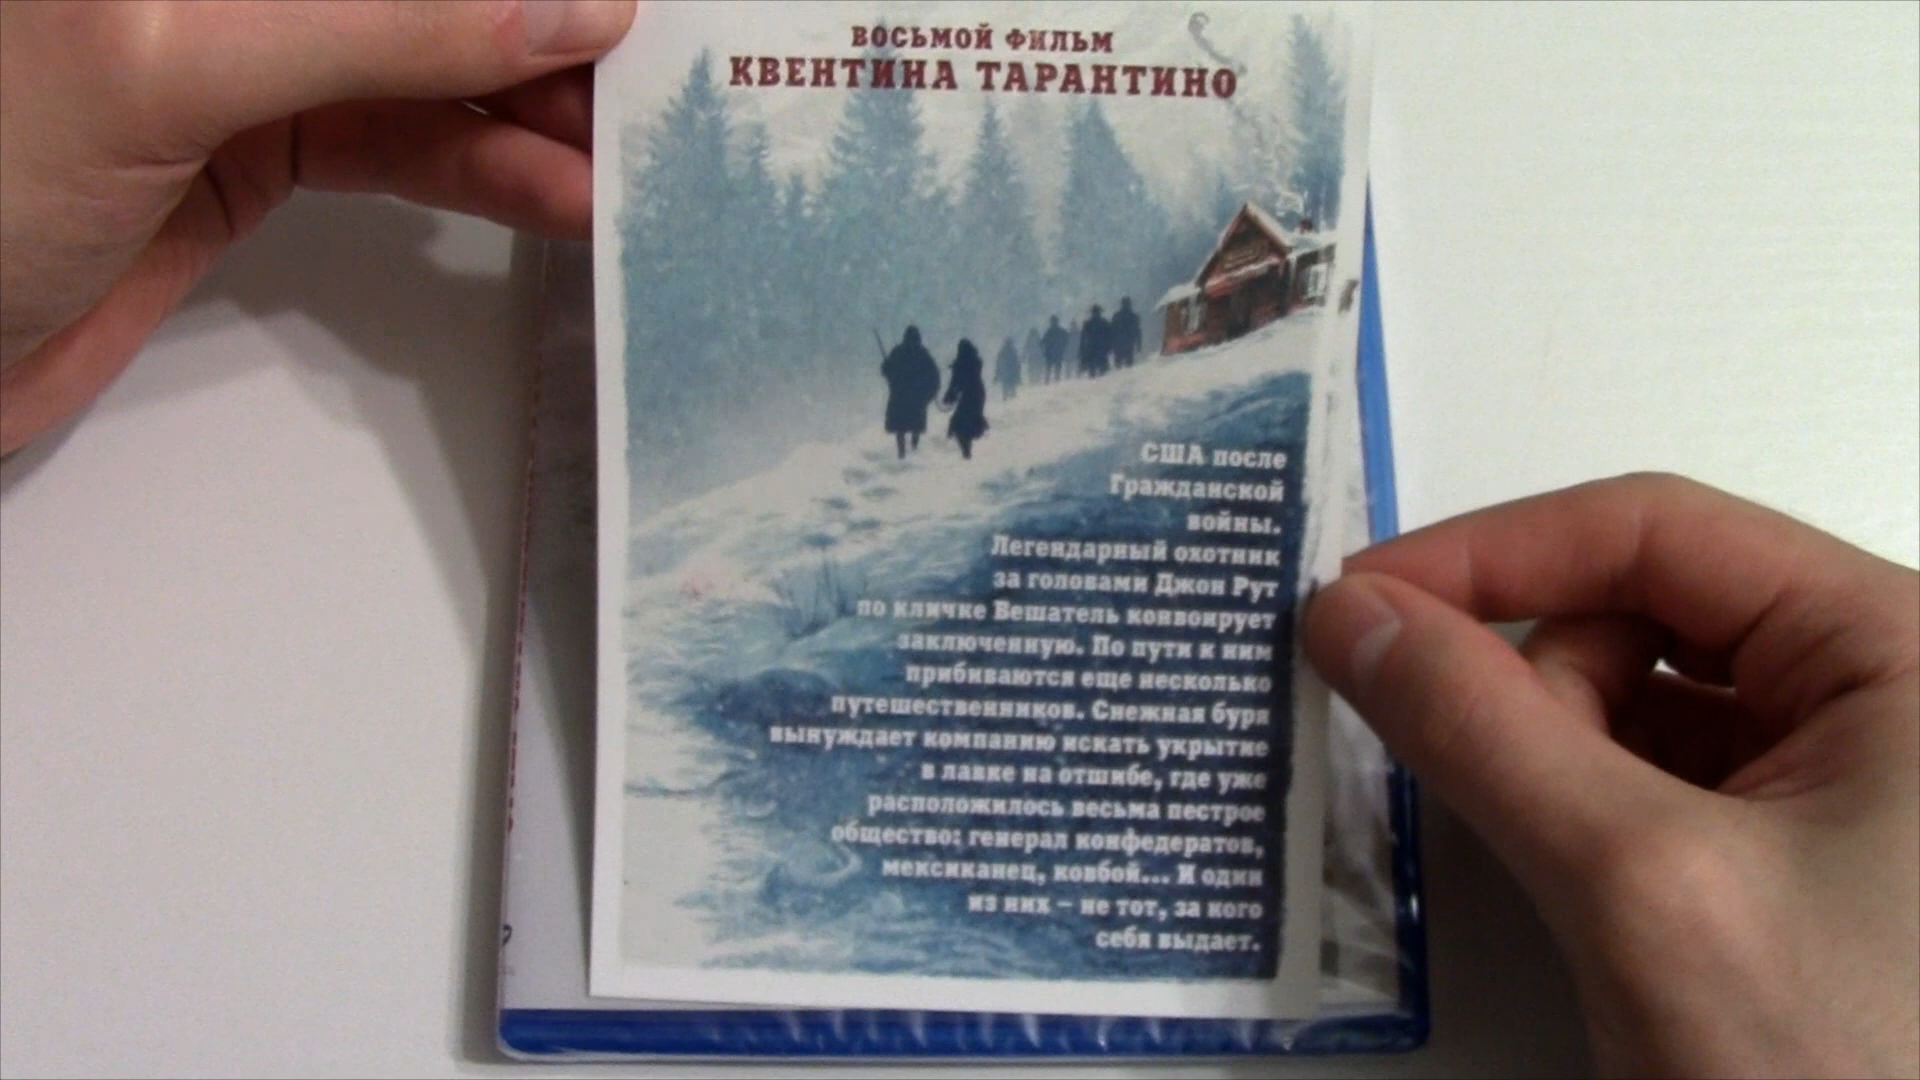 ВОСЬМОЙ ФИЛЬМ
КВЕНТИНА ТАРАНТИНО
США после
Гражданской
войны.
Легендарный охотник
за головами Джон Рут
по кличке Вешатель конвоирует
заключенную. По пути к ним
прибиваются еще несколько
путешественников. Снежная буря
вынуждает компанию искать укрытие
в лавке на отшибе, где уже
расположилось весьма пестрое
общество: генерал конфедератов,
мексиканец, ковбой... И один
из них – не тот, за кого
себя выдает.